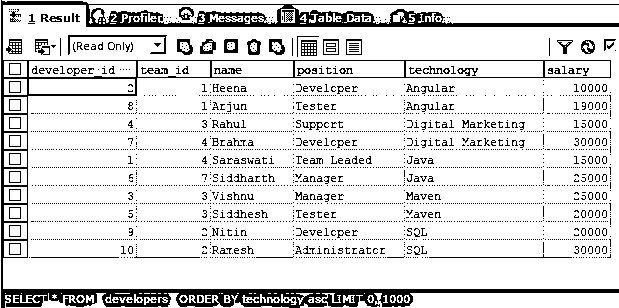 1 Result 2 Profiler 3 Messages 4 Table Data 5 Info
(Read Only)
developer_id team_id name position technology salary
2 1 Heena Developer Angular 10000
8 1 Arjun Tester Angular 19000
4 3 Rahul Support Digital Marketing 15000
7 4 Brahma Developer Digital Marketing 30000
1 4 Saraswati Team Leaded Java 15000
6 7 Siddharth Manager Java 25000
3 3 Vishnu Manager Maven 25000
5 3 Siddhesh Tester Maven 20000
9 2 Nitin Developer SQL 20000
10 2 Ramesh Administrator SQL 30000
SELECT * FROM developers ORDER BY technology asc LIMIT 0, 1000